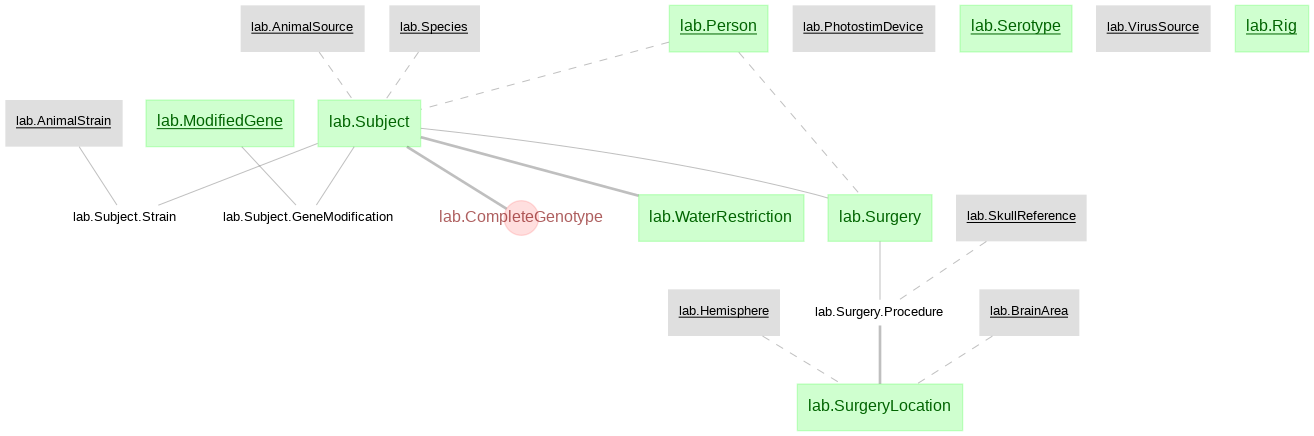 lab.AnimalSource
lab.Species
lab.Person
lab.PhotostimDevice
lab.Serotype
lab.VirusSource
lab.Rig
lab.AnimalStrain
lab.ModifiedGene
lab.Subject
lab.Subject.Strain
lab.Subject.GeneModification
lab.CompleteGenotype
lab.WaterRestriction
lab.Surgery
lab.SkullReference
lab.Hemisphere
lab.Surgery.Procedure
lab.BrainArea
lab.SurgeryLocation